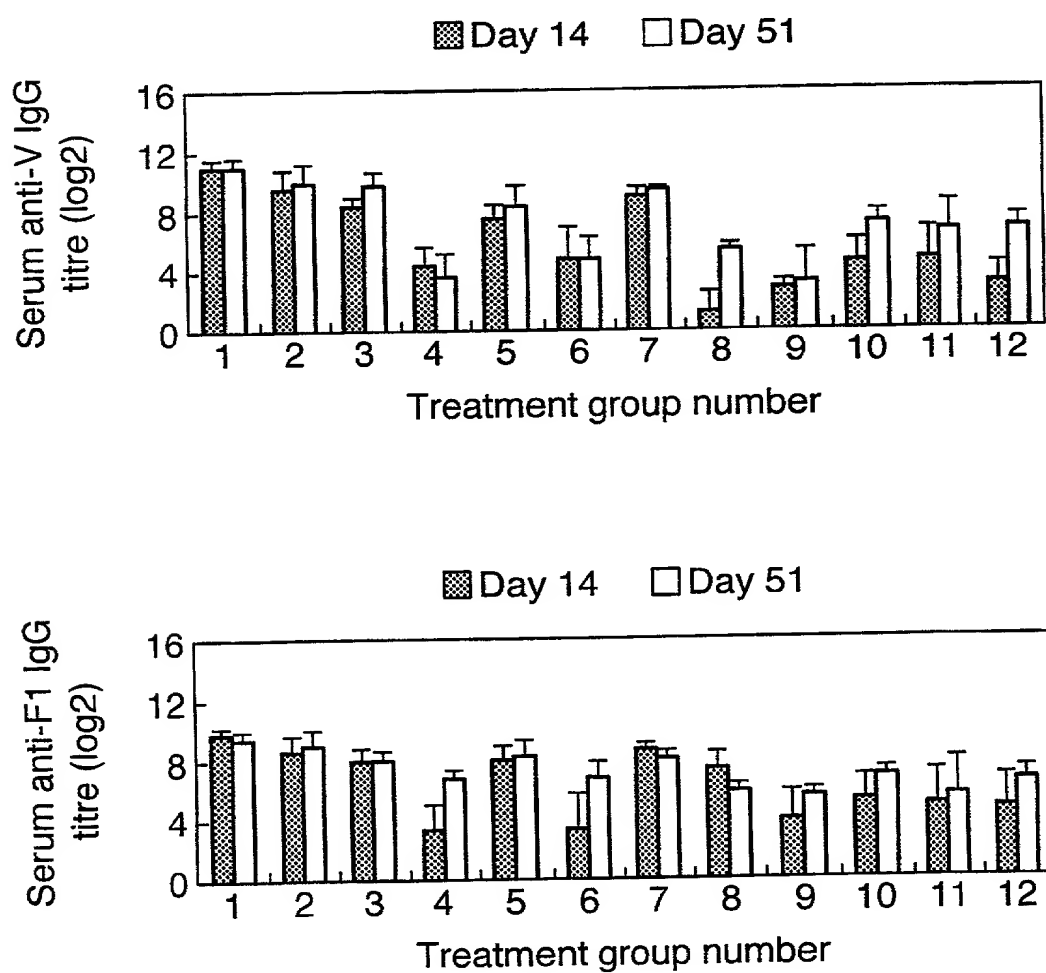 Day 14 Day 51
Serum anti-V IgG
titre (log2)
16
12
8
4
0
1 2 3 4 5 6 7 8 9 10 11 12
Treatment group number
Day 14 Day 51
Serum anti-F1 IgG
titre (log2)
16
12
8
4
0
1 2 3 4 5 6 7 8 9 10 11 12
Treatment group number